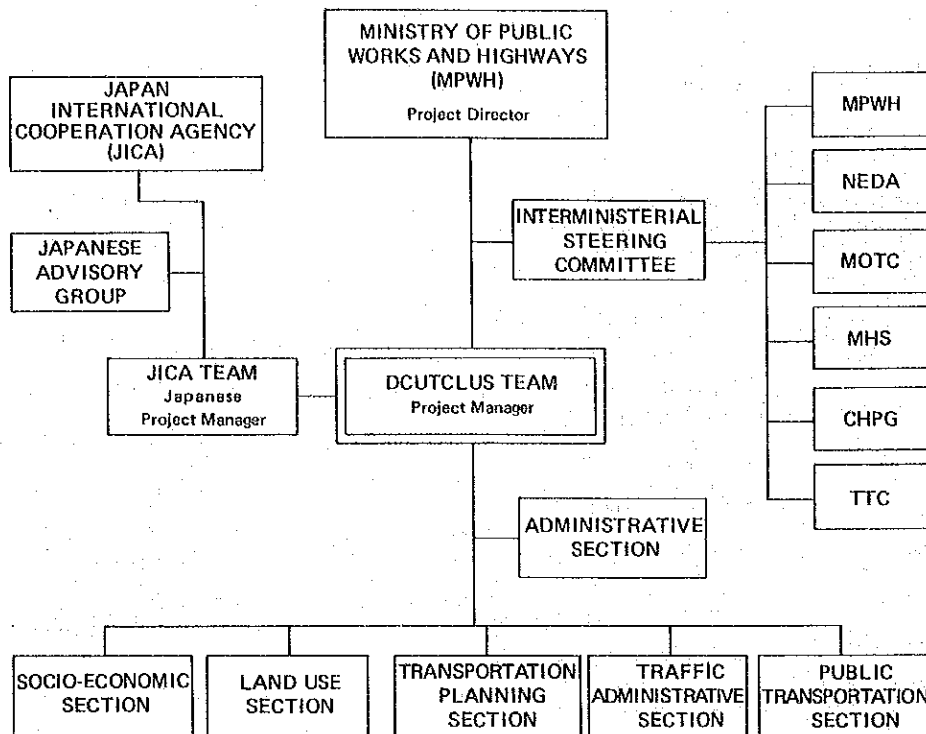 MINISTRY OF PUBLIC
WORKS AND HIGHWAYS
(MPWH)
Project Director
JAPAN
INTERNATIONAL
COOPERATION AGENCY
(JICA)
JAPANESE
ADVISORY
GROUP
INTERMINISTERIAL
STEERING
COMMITTEE
MPWH
NEDA
MOTC
MHS
CHPG
TTC
JICA TEAM
Japanese
Project Manager
DCUTCLUS TEAM
Project Manager
ADMINISTRATIVE
SECTION
SOCIO-ECONOMIC
SECTION
LAND USE
SECTION
TRANSPORTATION
PLANNING
SECTION
TRAFFIC
ADMINISTRATIVE
SECTION
PUBLIC
TRANSPORTATION
SECTION